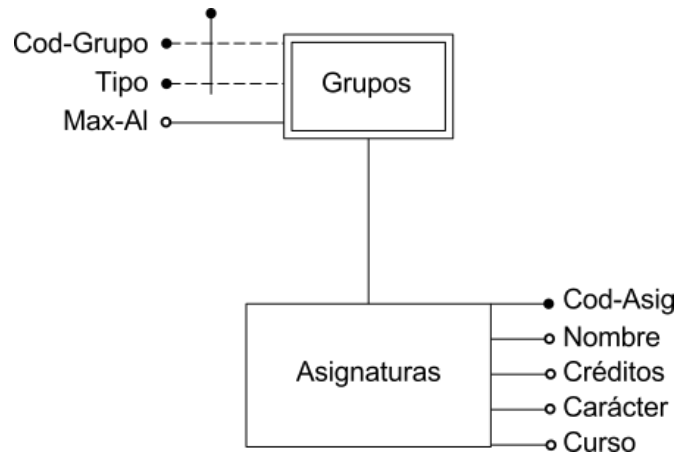 Cod-Grupo
Tipo
Max-Al
Grupos
Asignaturas
Cod-Asig
Nombre
Créditos
Carácter
Curso